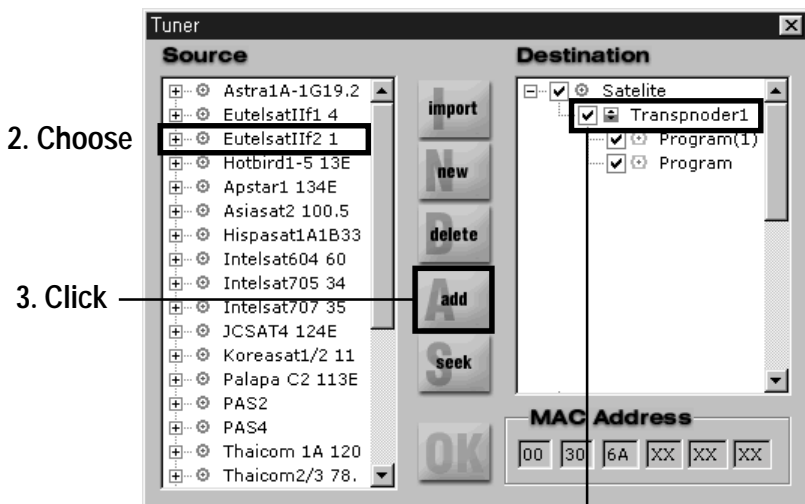 Tuner
Source
Astra1A-1G19.2
EutelsatIIf1 4
EutelsatIIf2 1
Hotbird1-5 13E
Apstar1 134E
Asiasat2 100.5
Hispasat1A1B33
Intelsat604 60
Intelsat705 34
Intelsat707 35
JCSAT4 124E
Koreasat1/2 11
Palapa C2 113E
PAS2
PAS4
Thaicom 1A 120
Thaicom2/3 78.
2. Choose
3. Click
I import
N new
D delete
A add
S seek
OK
Destination
Satelite
Transpnoder1
Program(1)
Program
MAC Address
00 30 6A XX XX XX